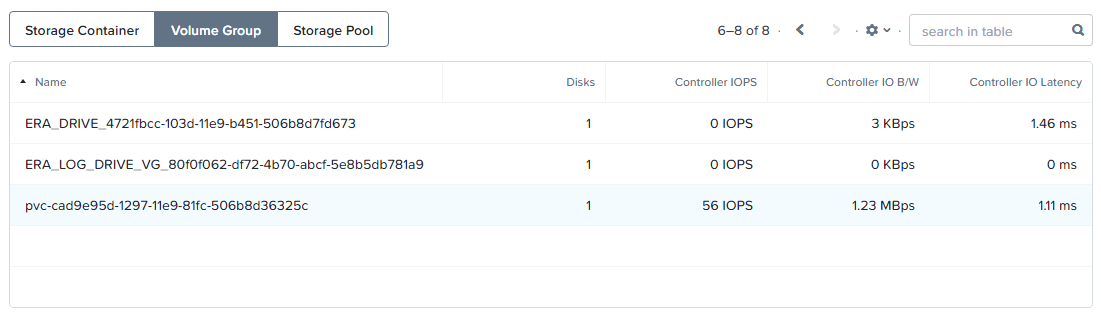 Storage Container Volume Group Storage Pool 6–8 of 8 · · · search in table
Name Disks Controller IOPS Controller IO B/W Controller IO Latency
ERA_DRIVE_4721fbcc-103d-11e9-b451-506b8d7fd673 1 0 IOPS 3 KBps 1.46 ms
ERA_LOG_DRIVE_VG_80f0f062-df72-4b70-abcf-5e8b5db781a9 1 0 IOPS 0 KBps 0 ms
pvc-cad9e95d-1297-11e9-81fc-506b8d36325c 1 56 IOPS 1.23 MBps 1.11 ms